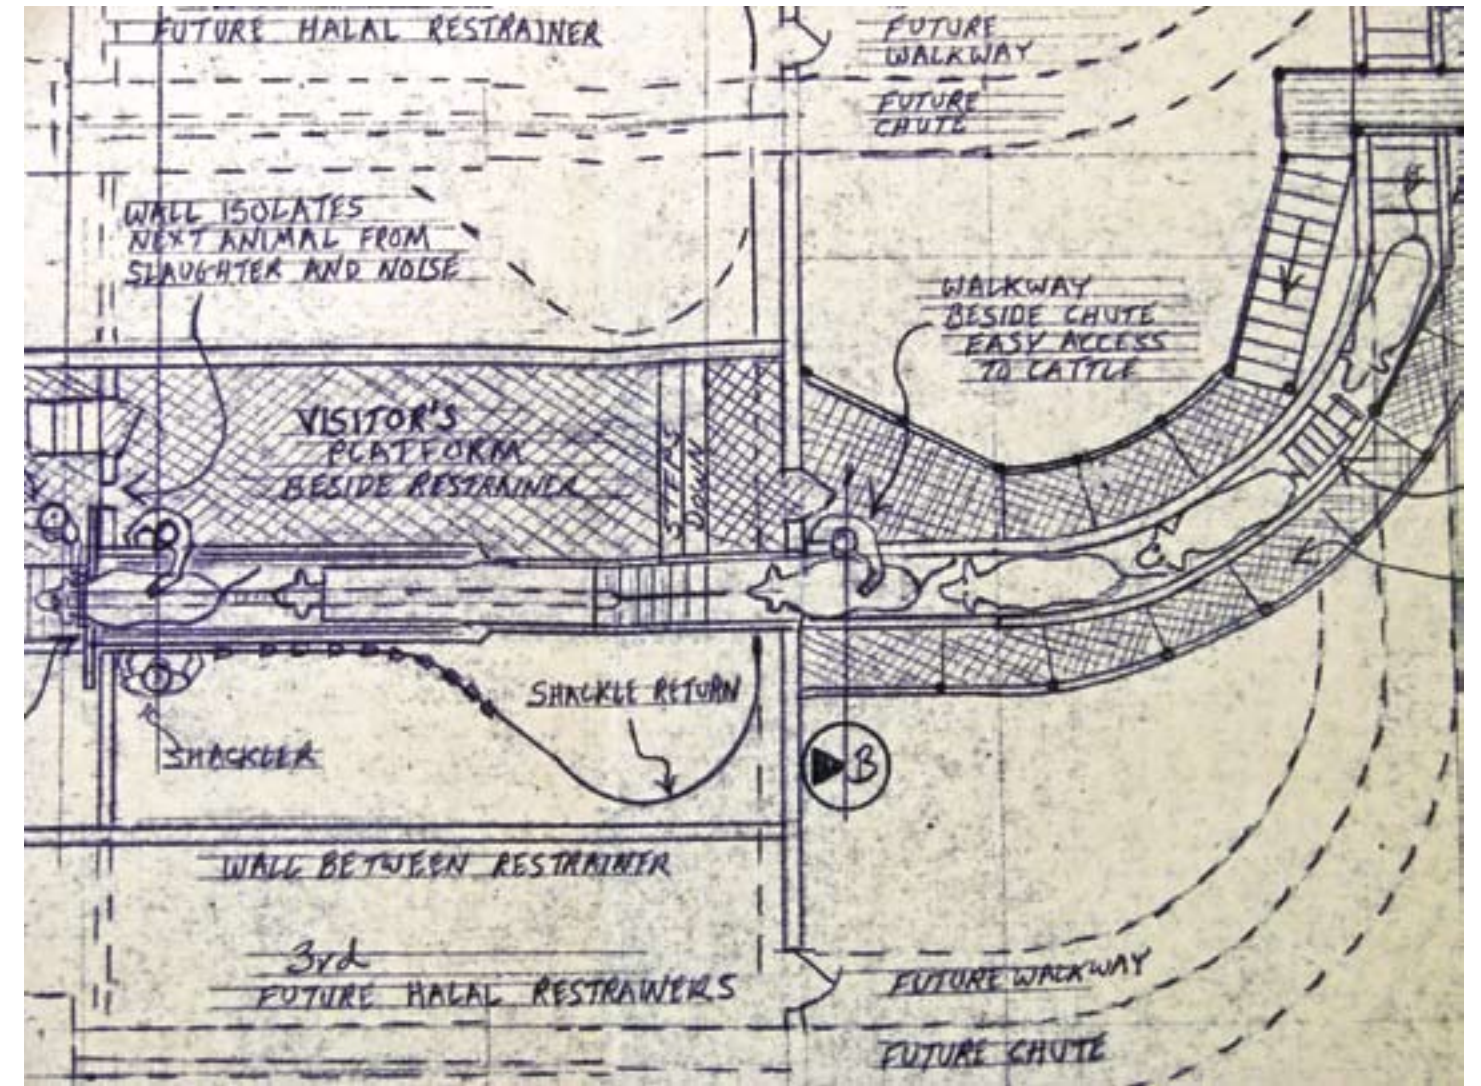 FUTURE HALAL RESTRAINER
FUTURE
WALKWAY
FUTURE
CHUTE
WALL ISOLATES
NEXT ANIMAL FROM
SLAUGHTER AND NOISE
WALKWAY
BESIDE CHUTE
EASY ACCESS
TO CATTLE
VISITOR'S
PLATFORM
BESIDE RESTRAINER
STEPS
DOWN
SHACKLE RETURN
SHACKLER
B
WALL BETWEEN RESTRAINER
3rd
FUTURE HALAL RESTRAINERS
FUTURE WALKWAY
FUTURE CHUTE